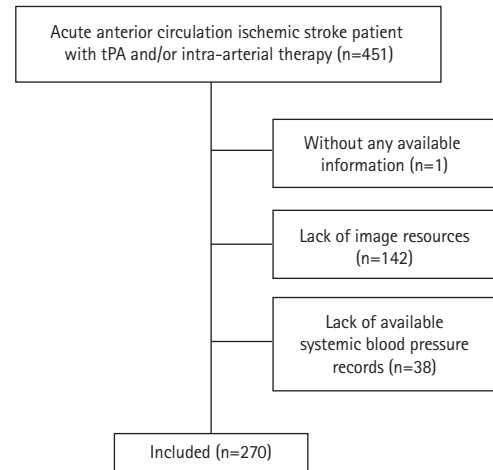 Acute anterior circulation ischemic stroke patient
with tPA and/or intra-arterial therapy (n=451)
Without any available
information (n=1)
Lack of image resources
(n=142)
Lack of available
systemic blood pressure
records (n=38)
Included (n=270)